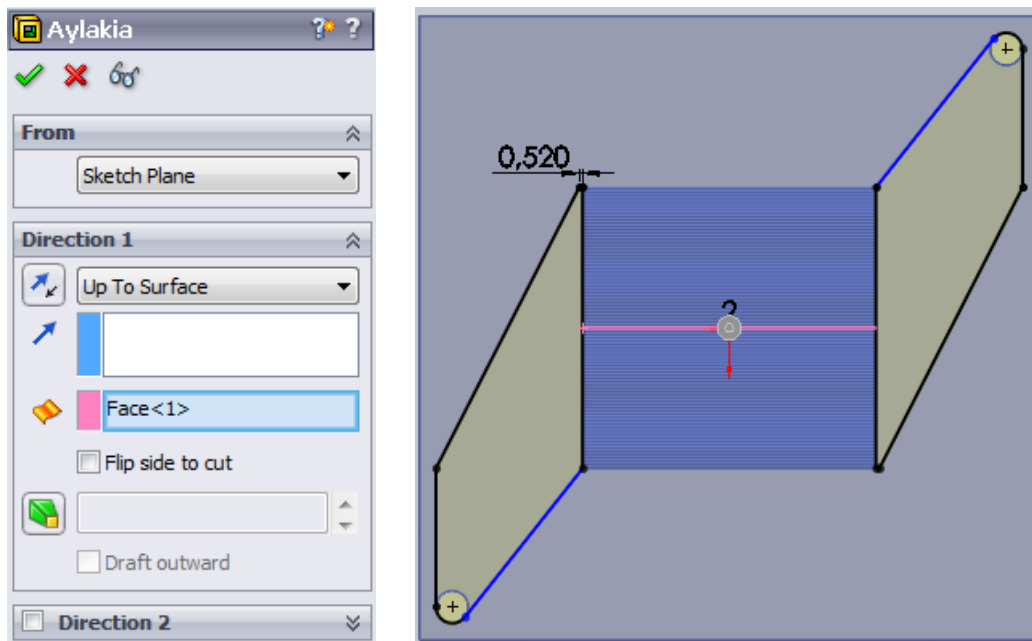 Aylakia
From
Sketch Plane
Direction 1
Up To Surface
Face<1>
Flip side to cut
Draft outward
Direction 2
0,520